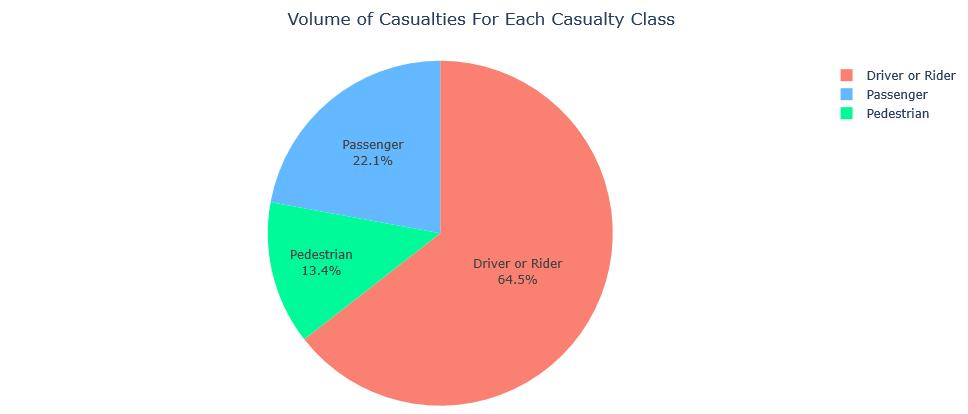 Volume of Casualties For Each Casualty Class
Driver or Rider
Passenger
Pedestrian
Passenger
22.1%
Pedestrian
13.4%
Driver or Rider
64.5%